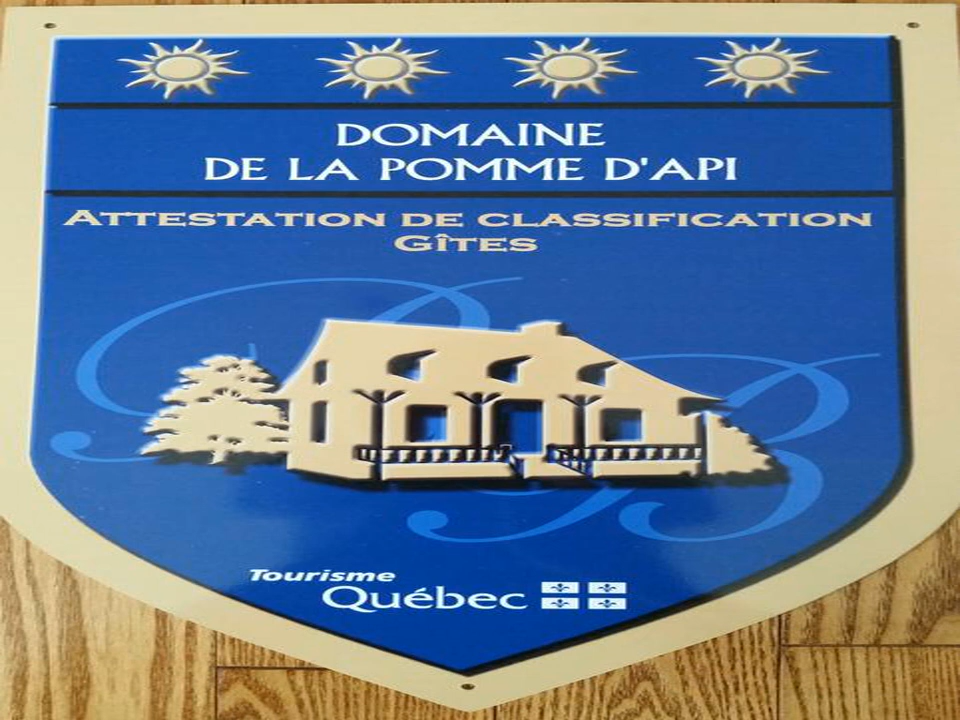 DOMAINE
DE LA POMME D'API
ATTESTATION DE CLASSIFICATION
GÎTES
Tourisme
Québec